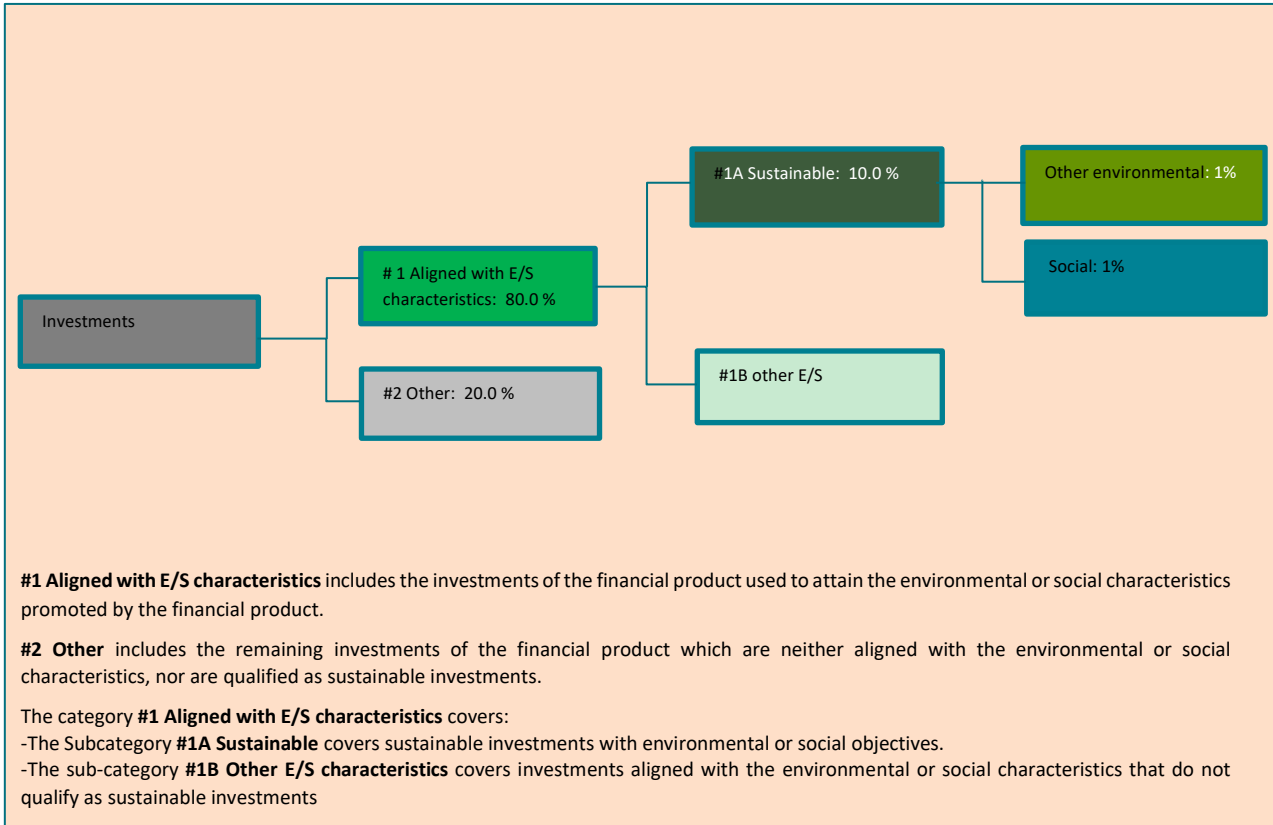 #1A Sustainable: 10.0 %
Other environmental: 1%
# 1 Aligned with E/S
characteristics: 80.0 %
Social: 1%
Investments
#2 Other: 20.0 %
#1B other E/S
#1 Aligned with E/S characteristics includes the investments of the financial product used to attain the environmental or social characteristics
promoted by the financial product.
#2 Other includes the remaining investments of the financial product which are neither aligned with the environmental or social
characteristics, nor are qualified as sustainable investments.
The category #1 Aligned with E/S characteristics covers:
-The Subcategory #1A Sustainable covers sustainable investments with environmental or social objectives.
-The sub-category #1B Other E/S characteristics covers investments aligned with the environmental or social characteristics that do not
qualify as sustainable investments